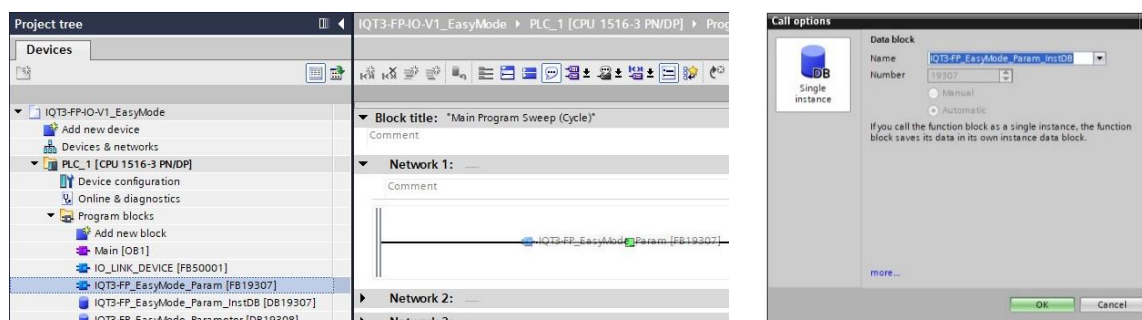 Project tree
Devices
IQT3-FP-IO-V1_EasyMode
Add new device
Devices & networks
PLC_1 [CPU 1516-3 PN/DP]
Device configuration
Online & diagnostics
Program blocks
Add new block
Main [OB1]
IO_LINK_DEVICE [FB50001]
IQT3-FP_EasyMode_Param [FB19307]
IQT3-FP_EasyMode_Param_InstDB [DB19307]
IQT3-FP_EasyMode_Parameter [DB19308]
IQT3-FP-IO-V1_EasyMode ▸ PLC_1 [CPU 1516-3 PN/DP] ▸ Prog
Block title: "Main Program Sweep (Cycle)"
Comment
Network 1:
Comment
IQT3-FP_EasyMode_Param [FB19307]
Network 2:
Call options
DB
Single
instance
Data block
Name IQT3-FP_EasyMode_Param_InstDB
Number 19307
Manual
Automatic
If you call the function block as a single instance, the function
block saves its data in its own instance data block.
more...
OK Cancel